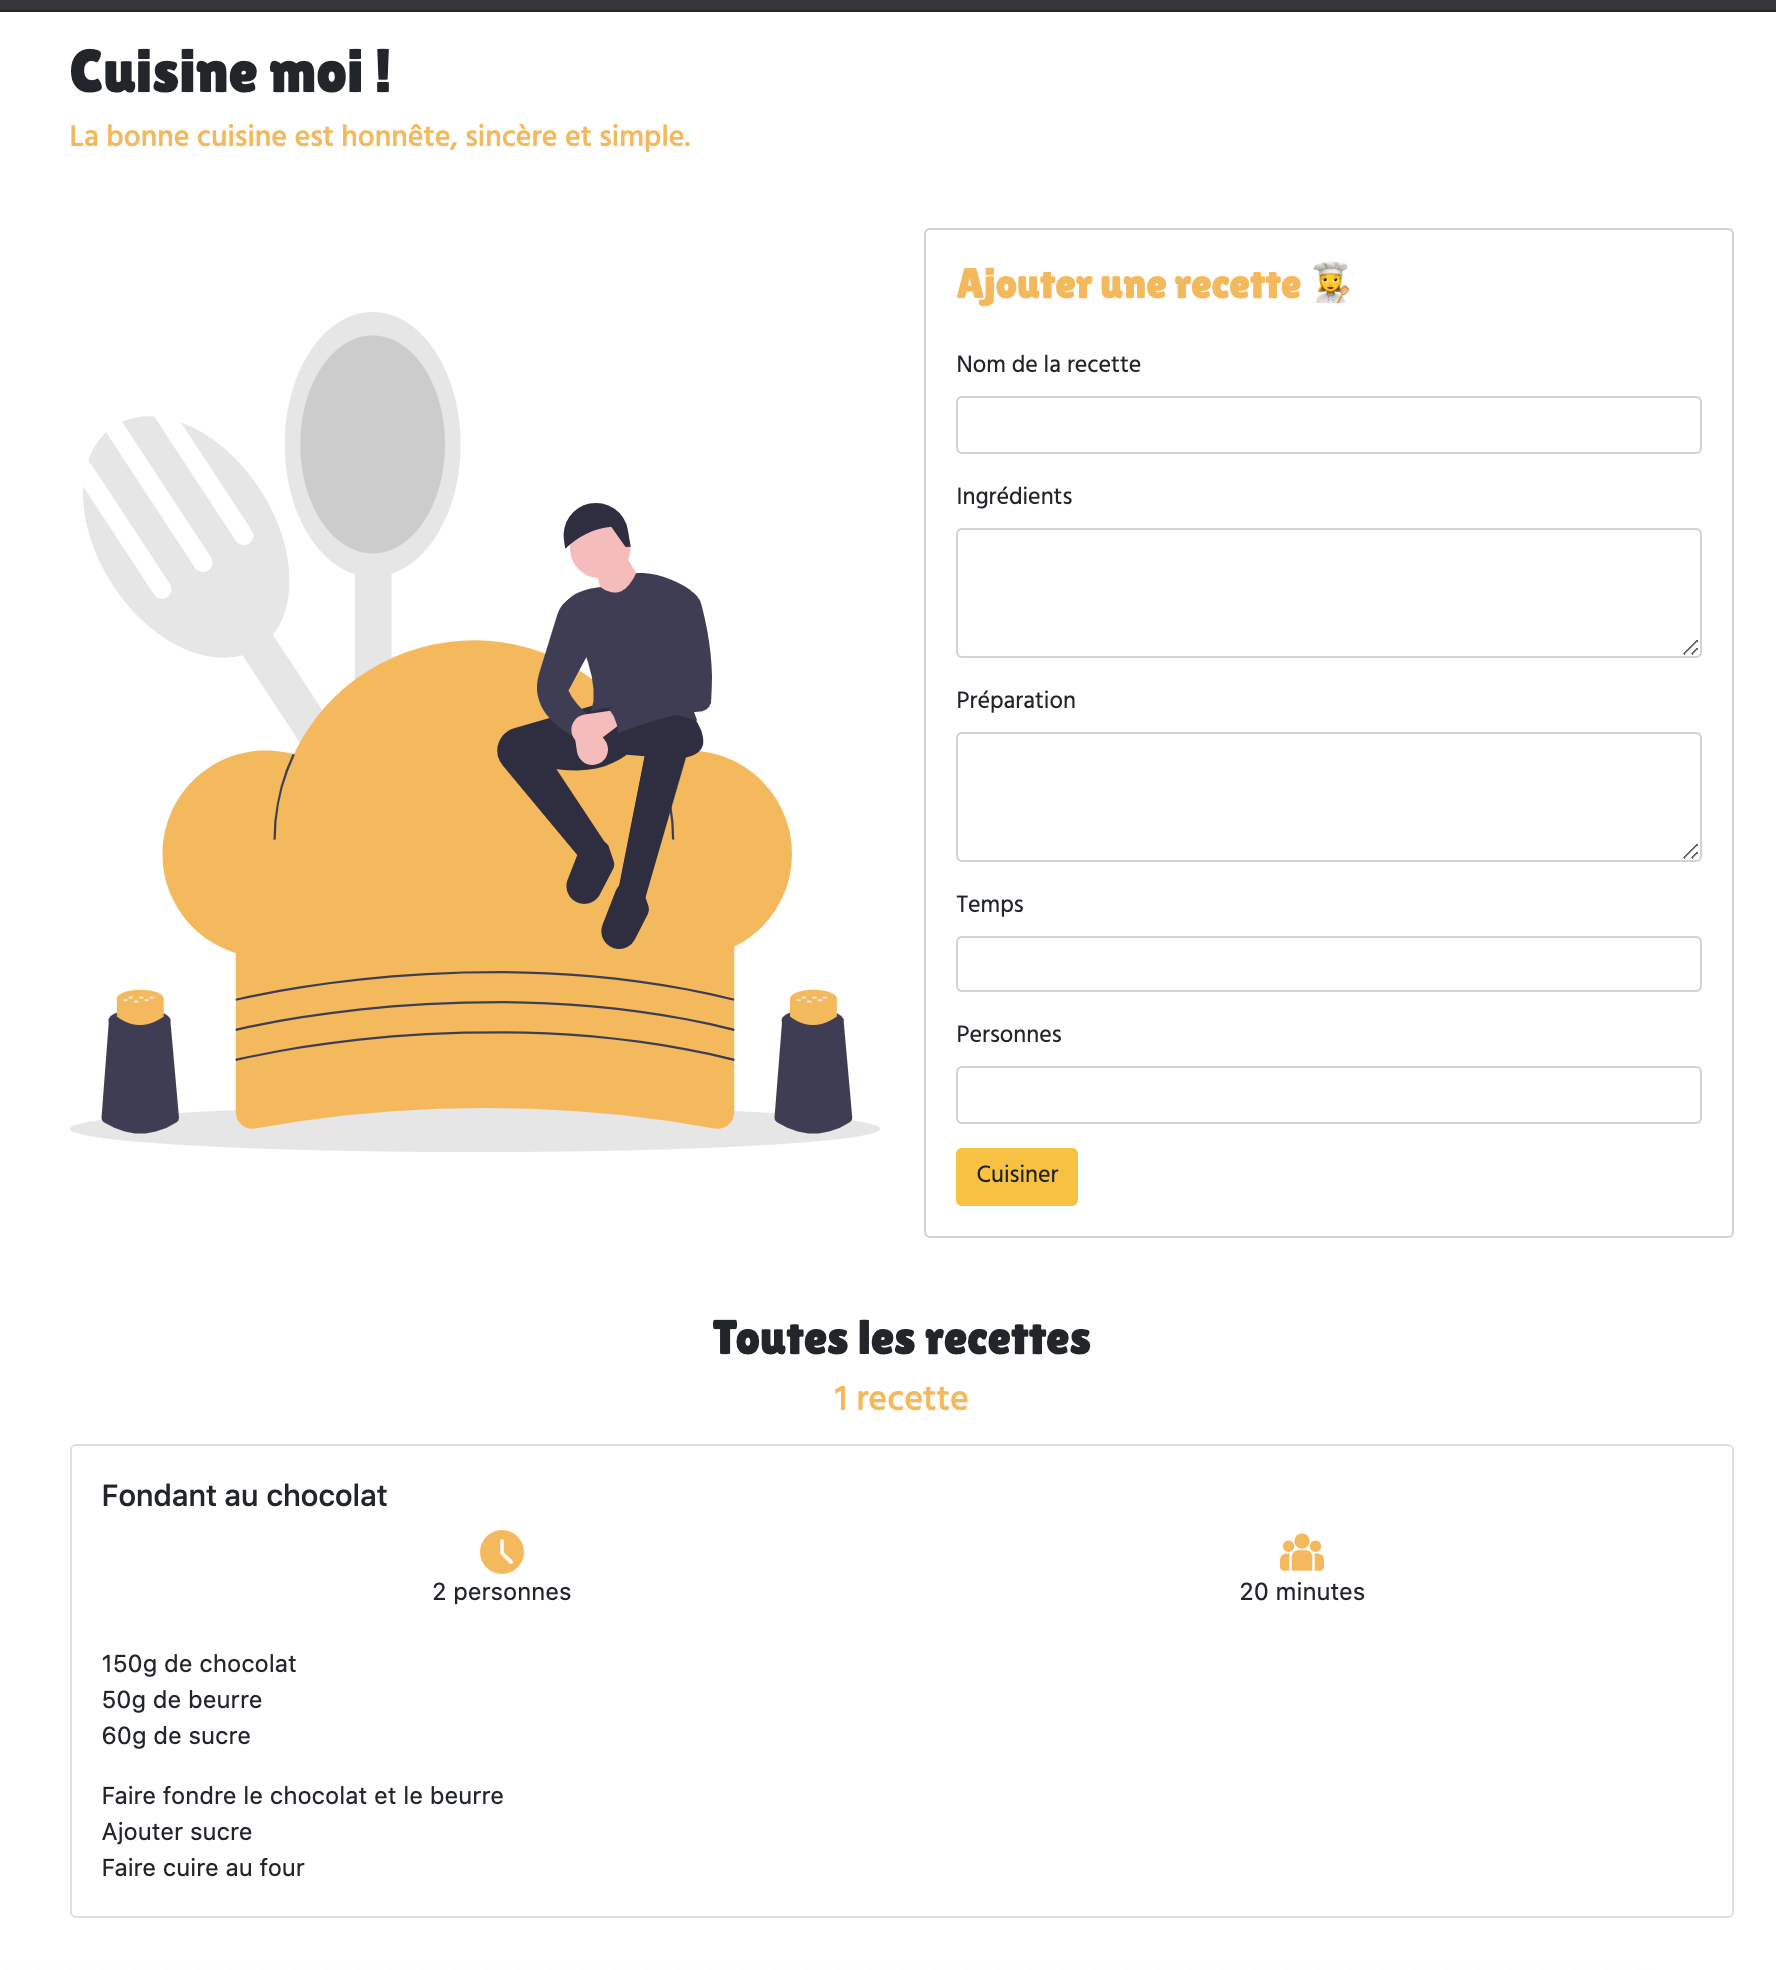 Cuisine moi !
La bonne cuisine est honnête, sincère et simple.
Ajouter une recette
Nom de la recette
Ingrédients
Préparation
Temps
Personnes
Cuisiner
Toutes les recettes
1 recette
Fondant au chocolat
2 personnes
20 minutes
150g de chocolat
50g de beurre
60g de sucre
Faire fondre le chocolat et le beurre
Ajouter sucre
Faire cuire au four